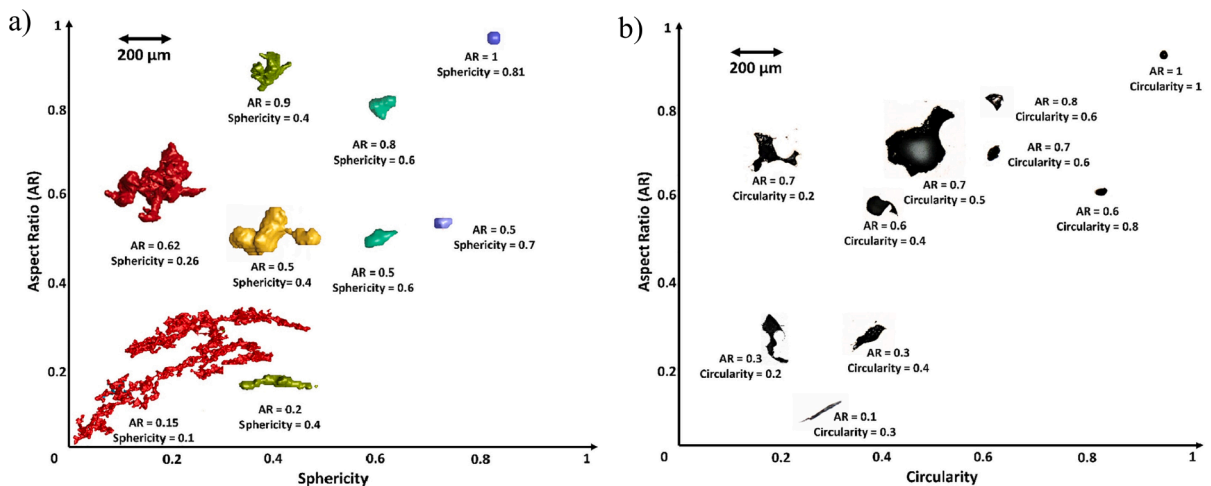 a)
Aspect Ratio (AR)
1
0.8
0.6
0.4
0.2
0
200 µm
AR = 1
Sphericity = 0.81
AR = 0.9
Sphericity = 0.4
AR = 0.8
Sphericity = 0.6
AR = 0.62
Sphericity = 0.26
AR = 0.5
Sphericity= 0.4
AR = 0.5
Sphericity = 0.6
AR = 0.5
Sphericity = 0.7
AR = 0.15
Sphericity = 0.1
AR = 0.2
Sphericity = 0.4
0.2
0.4
0.6
0.8
1
Sphericity
b)
Aspect Ratio (AR)
1
0.8
0.6
0.4
0.2
0
200 µm
AR = 1
Circularity = 1
AR = 0.8
Circularity = 0.6
AR = 0.7
Circularity = 0.6
AR = 0.7
Circularity = 0.2
AR = 0.7
Circularity = 0.5
AR = 0.6
Circularity = 0.4
AR = 0.6
Circularity = 0.8
AR = 0.3
Circularity = 0.2
AR = 0.3
Circularity = 0.4
AR = 0.1
Circularity = 0.3
0.2
0.4
0.6
0.8
1
Circularity